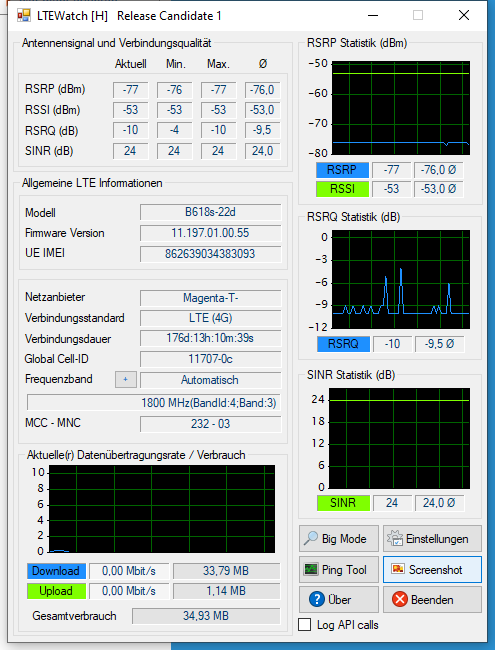 LTEWatch [H] Release Candidate 1
Antennensignal und Verbindungsqualität
Aktuell Min. Max. Ø
RSRP (dBm) -77 -76 -77 -76,0
RSSI (dBm) -53 -53 -53 -53,0
RSRQ (dB) -10 -4 -10 -9,5
SINR (dB) 24 24 24 24,0
Allgemeine LTE Informationen
Modell B618s-22d
Firmware Version 11.197.01.00.55
UE IMEI 862639034383093
Netzanbieter Magenta-T-
Verbindungsstandard LTE (4G)
Verbindungsdauer 176d:13h:10m:39s
Global Cell-ID 11707-0c
Frequenzband + Automatisch
1800 MHz(BandId:4;Band:3)
MCC - MNC 232 - 03
Aktuelle(r) Datenübertragungsrate / Verbrauch
10
8
6
4
2
0
Download 0,00 Mbit/s 33,79 MB
Upload 0,00 Mbit/s 1,14 MB
Gesamtverbrauch 34,93 MB
RSRP Statistik (dBm)
-50
-60
-70
-80
RSRP -77 -76,0 Ø
RSSI -53 -53,0 Ø
RSRQ Statistik (dB)
0
-3
-6
-9
-12
RSRQ -10 -9,5 Ø
SINR Statistik (dB)
24
18
12
6
0
SINR 24 24,0 Ø
Big Mode Einstellungen
Ping Tool Screenshot
Über Beenden
Log API calls